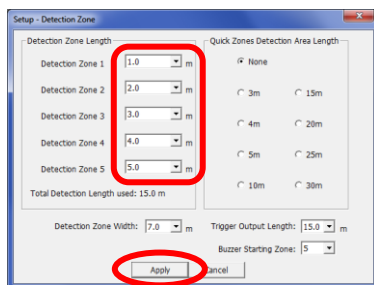 Setup - Detection Zone
Detection Zone Length
Detection Zone 1 1.0 m
Detection Zone 2 2.0 m
Detection Zone 3 3.0 m
Detection Zone 4 4.0 m
Detection Zone 5 5.0 m
Total Detection Length used: 15.0 m
Quick Zones Detection Area Length
None
3m 15m
4m 20m
5m 25m
10m 30m
Detection Zone Width: 7.0 m Trigger Output Length: 15.0 m
Buzzer Starting Zone: 5
Apply Cancel